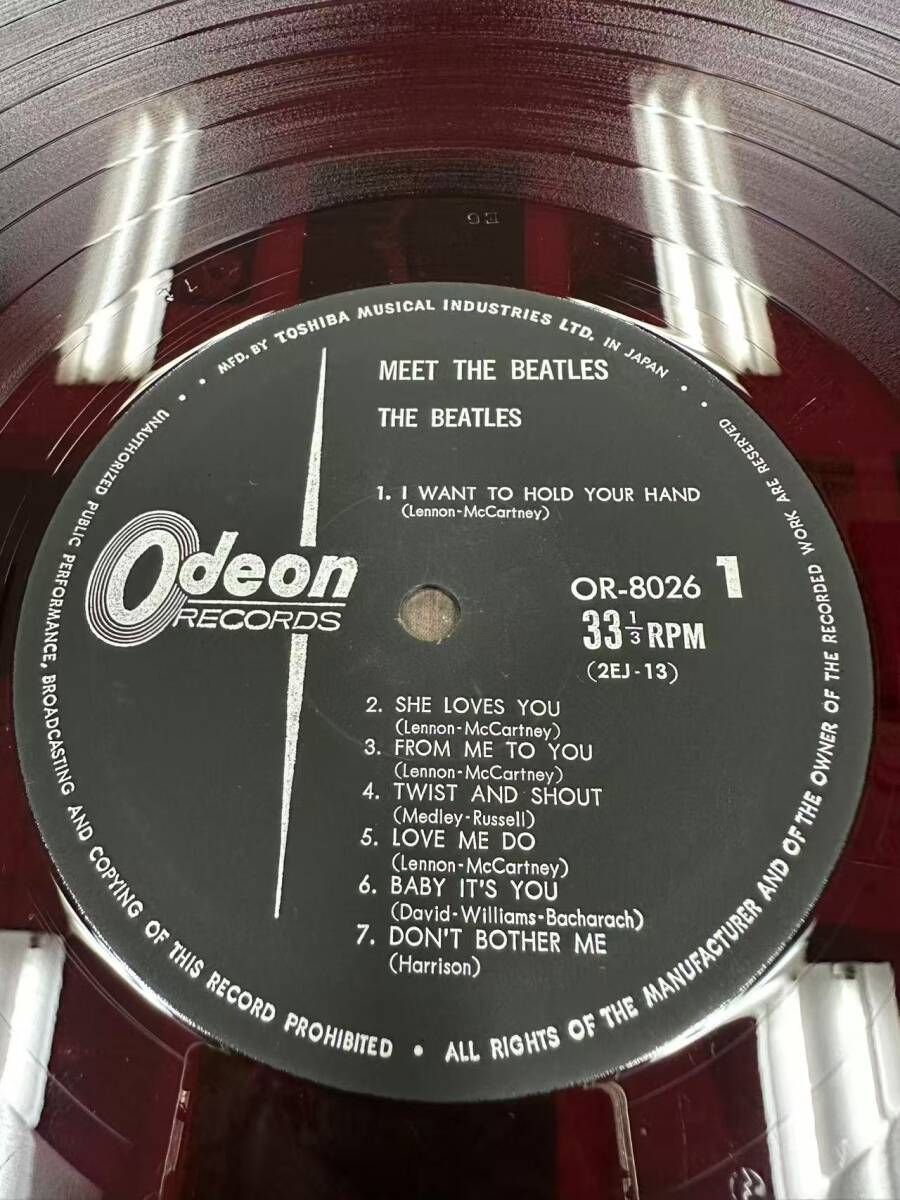 MFD. BY TOSHIBA MUSICAL INDUSTRIES LTD. IN JAPAN
MEET THE BEATLES
THE BEATLES
1. I WANT TO HOLD YOUR HAND
(Lennon-McCartney)
Odeon
RECORDS
OR-8026 1
33 1/3 RPM
(2EJ-13)
2. SHE LOVES YOU
(Lennon-McCartney)
3. FROM ME TO YOU
(Lennon-McCartney)
4. TWIST AND SHOUT
(Medley-Russell)
5. LOVE ME DO
(Lennon-McCartney)
6. BABY IT'S YOU
(David-Williams-Bacharach)
7. DON'T BOTHER ME
(Harrison)
UNAUTHORIZED PUBLIC PERFORMANCE, BROADCASTING AND COPYING OF THIS RECORD PROHIBITED • ALL RIGHTS OF THE MANUFACTURER AND OF THE OWNER OF THE RECORDED WORK ARE RESERVED